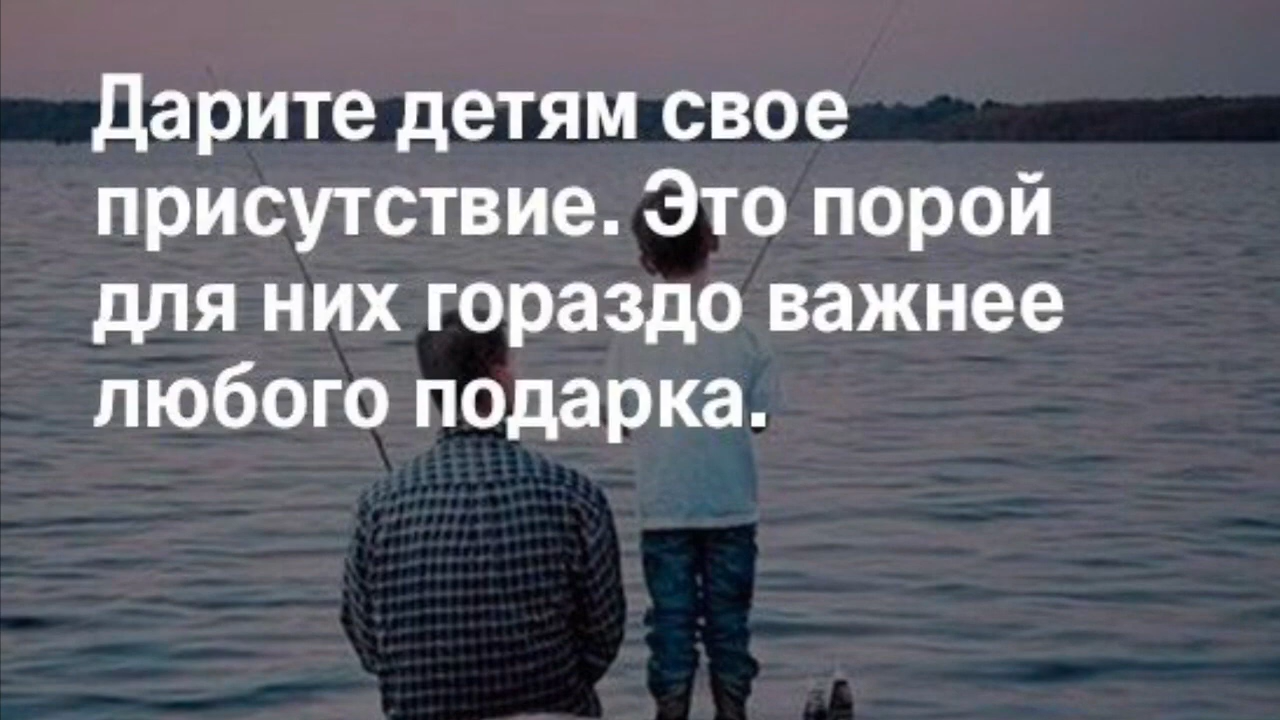 Дарите детям свое
присутствие. Это порой
для них гораздо важнее
любого подарка.